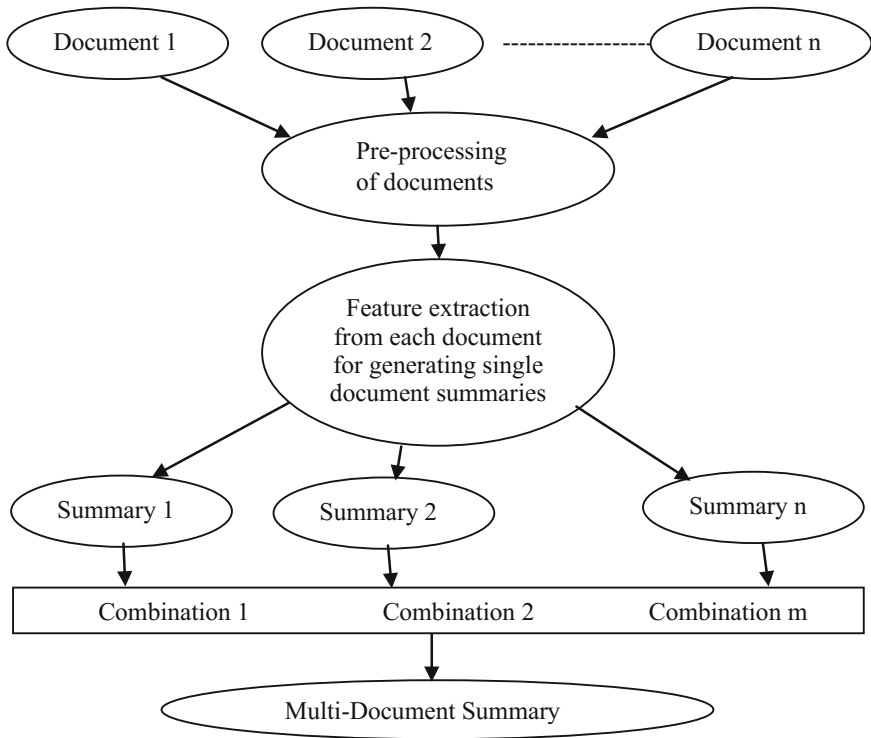 Document 1
Document 2
Document n
Pre-processing
of documents
Feature extraction
from each document
for generating single
document summaries
Summary 1
Summary 2
Summary n
Combination 1
Combination 2
Combination m
Multi-Document Summary